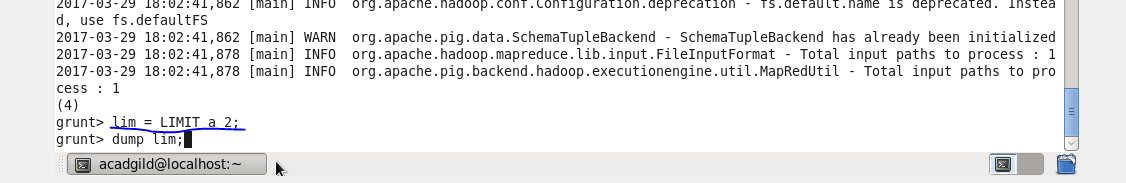 2017-03-29 18:02:41,862 [main] INFO  org.apache.hadoop.conf.Configuration.deprecation - fs.default.name is deprecated. Instea
d, use fs.defaultFS
2017-03-29 18:02:41,862 [main] WARN  org.apache.pig.data.SchemaTupleBackend - SchemaTupleBackend has already been initialized
2017-03-29 18:02:41,878 [main] INFO  org.apache.hadoop.mapreduce.lib.input.FileInputFormat - Total input paths to process : 1
2017-03-29 18:02:41,878 [main] INFO  org.apache.pig.backend.hadoop.executionengine.util.MapRedUtil - Total input paths to pro
cess : 1
(4)
grunt> lim = LIMIT a 2;
grunt> dump lim;
acadgild@localhost:~